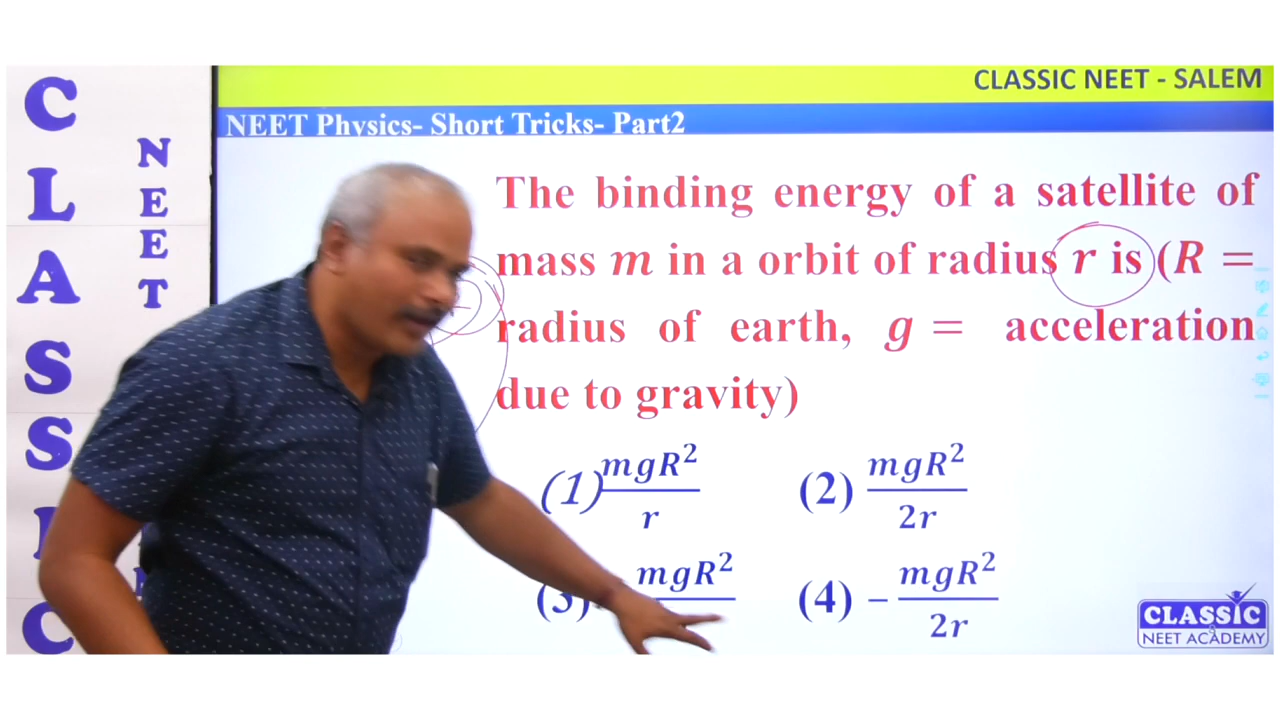 CLASSIC NEET - SALEM
NEET Physics- Short Tricks- Part2
NEET
The binding energy of a satellite of
mass m in a orbit of radius r is (R =
radius of earth, g = acceleration
due to gravity)
(1) mgR²/r
(2) mgR²/2r
(3) mgR²
(4) – mgR²/2r
CLASSIC
NEET ACADEMY